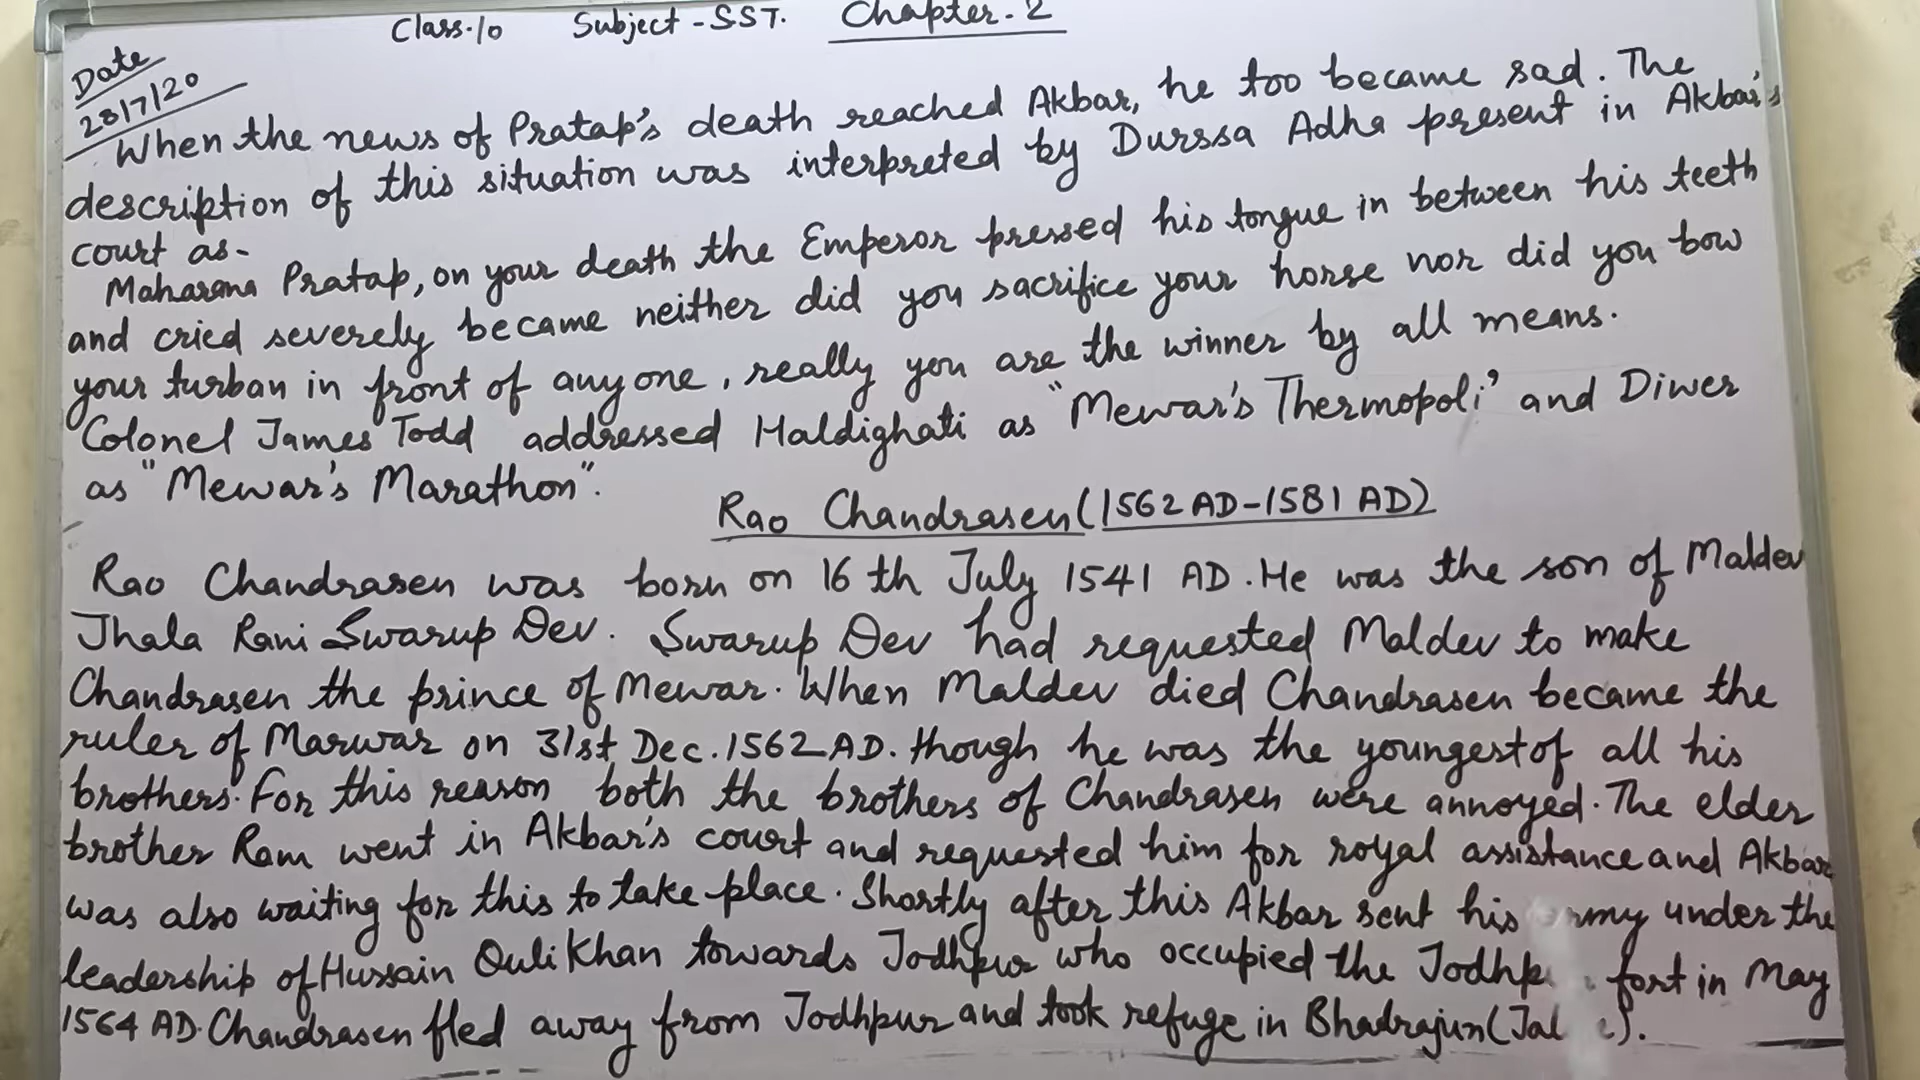 Class.10 Subject-SST. Chapter-2
Date
28/7/20
When the news of Pratap's death reached Akbar, he too became sad. The
description of this situation was interpreted by Durssa Adha present in Akbar's
court as-
Maharana Pratap, on your death the Emperor pressed his tongue in between his teeth
and cried severely became neither did you sacrifice your horse nor did you bow
your turban in front of anyone, really you are the winner by all means.
Colonel James Todd addressed Haldighati as "Mewar's Thermopoli" and Diwer
as "Mewar's Marathon".
Rao Chandrasen (1562 AD-1581 AD)
Rao Chandrasen was born on 16 th July 1541 AD. He was the son of Maldev
Jhala Rani Swarup Dev. Swarup Dev had requested Maldev to make
Chandrasen the prince of Mewar. When Maldev died Chandrasen became the
ruler of Marwar on 31st Dec. 1562 AD. though he was the youngest of all his
brothers. For this reason both the brothers of Chandrasen were annoyed. The elder
brother Ram went in Akbar's court and requested him for royal assistance and Akbar
was also waiting for this to take place. Shortly after this Akbar sent his army under the
leadership of Hussain Quli Khan towards Jodhpur who occupied the Jodhp fort in May
1564 AD. Chandrasen fled away from Jodhpur and took refuge in Bhadrajun